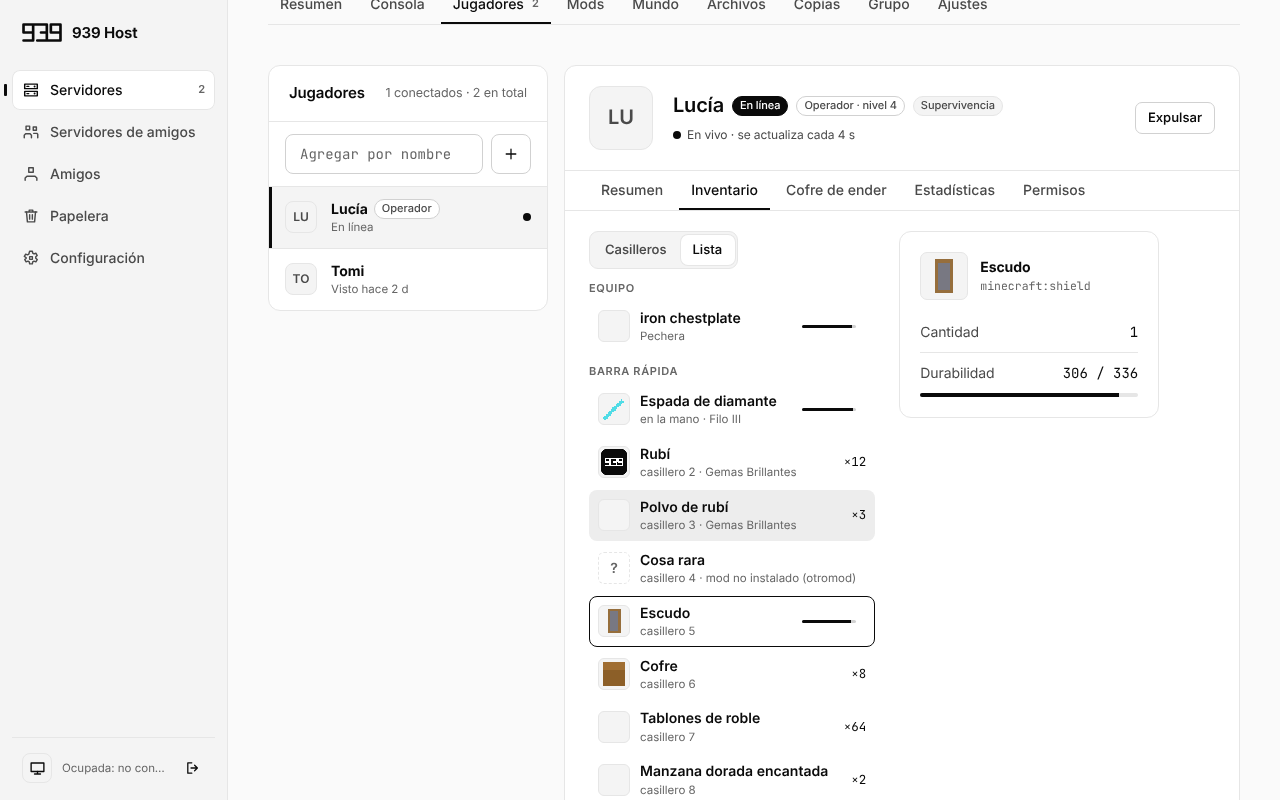 939 Host
Servidores 2
Servidores de amigos
Amigos
Papelera
Configuración
Ocupada: no con...
Resumen Consola Jugadores 2 Mods Mundo Archivos Copias Grupo Ajustes
Jugadores 1 conectados · 2 en total
Agregar por nombre +
LU Lucía Operador
En línea
TO Tomi
Visto hace 2 d
LU Lucía En línea Operador · nivel 4 Supervivencia
En vivo · se actualiza cada 4 s
Expulsar
Resumen Inventario Cofre de ender Estadísticas Permisos
Casilleros Lista
EQUIPO
iron chestplate
Pechera
BARRA RÁPIDA
Espada de diamante
en la mano · Filo III
939 Rubí ×12
casillero 2 · Gemas Brillantes
Polvo de rubí ×3
casillero 3 · Gemas Brillantes
? Cosa rara
casillero 4 · mod no instalado (otromod)
Escudo
casillero 5
Cofre ×8
casillero 6
Tablones de roble ×64
casillero 7
Manzana dorada encantada ×2
casillero 8
Escudo
minecraft:shield
Cantidad 1
Durabilidad 306 / 336